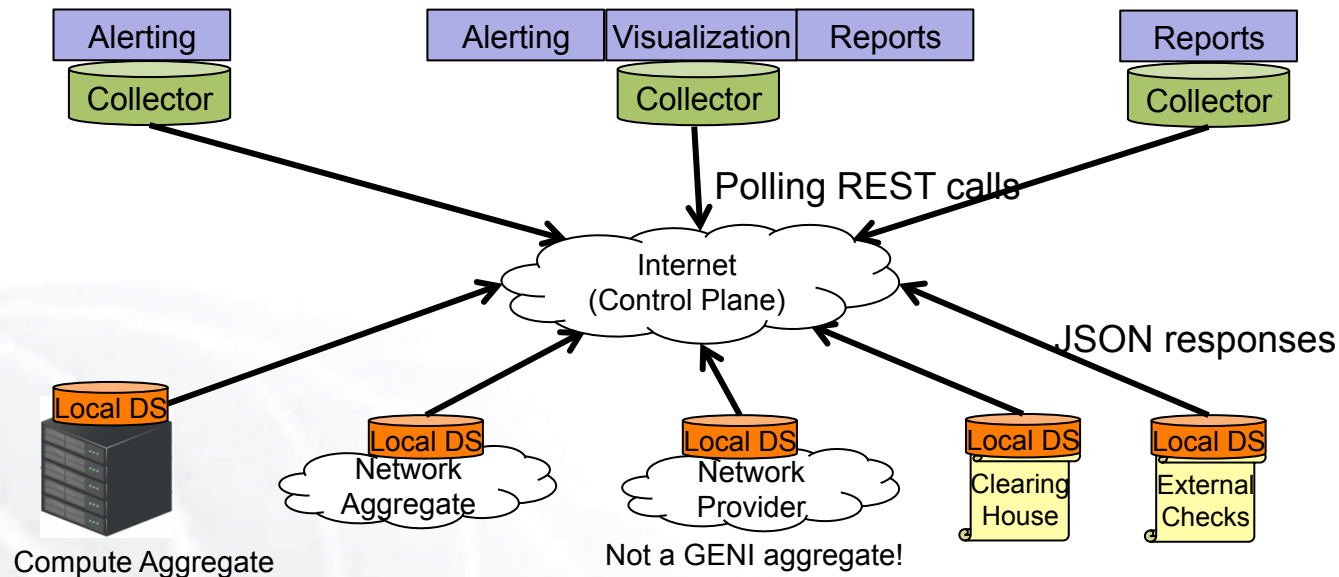 Alerting
Alerting
Visualization
Reports
Reports
Collector
Collector
Collector
Polling REST calls
Internet
(Control Plane)
JSON responses
Local DS
Local DS
Local DS
Local DS
Local DS
Network
Aggregate
Network
Provider
Clearing
House
External
Checks
Compute Aggregate
Not a GENI aggregate!